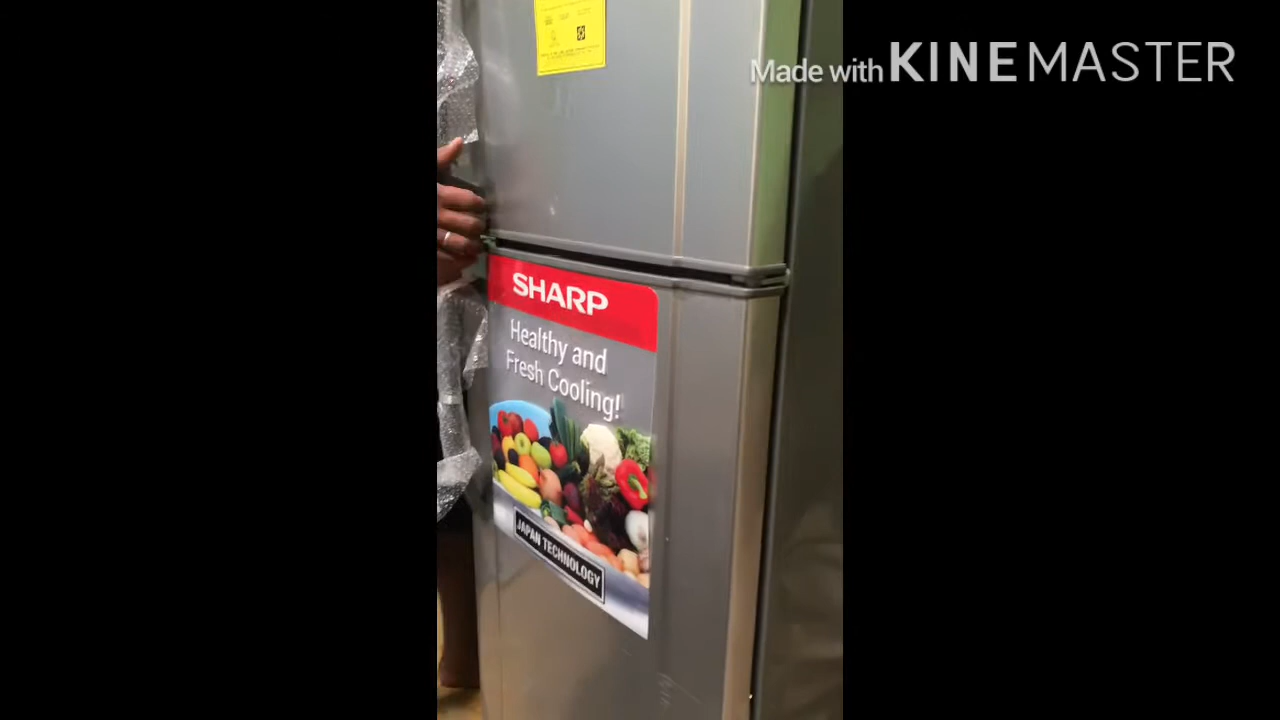 Made with KINEMASTER
SHARP
Healthy and
Fresh Cooling!
JAPAN TECHNOLOGY